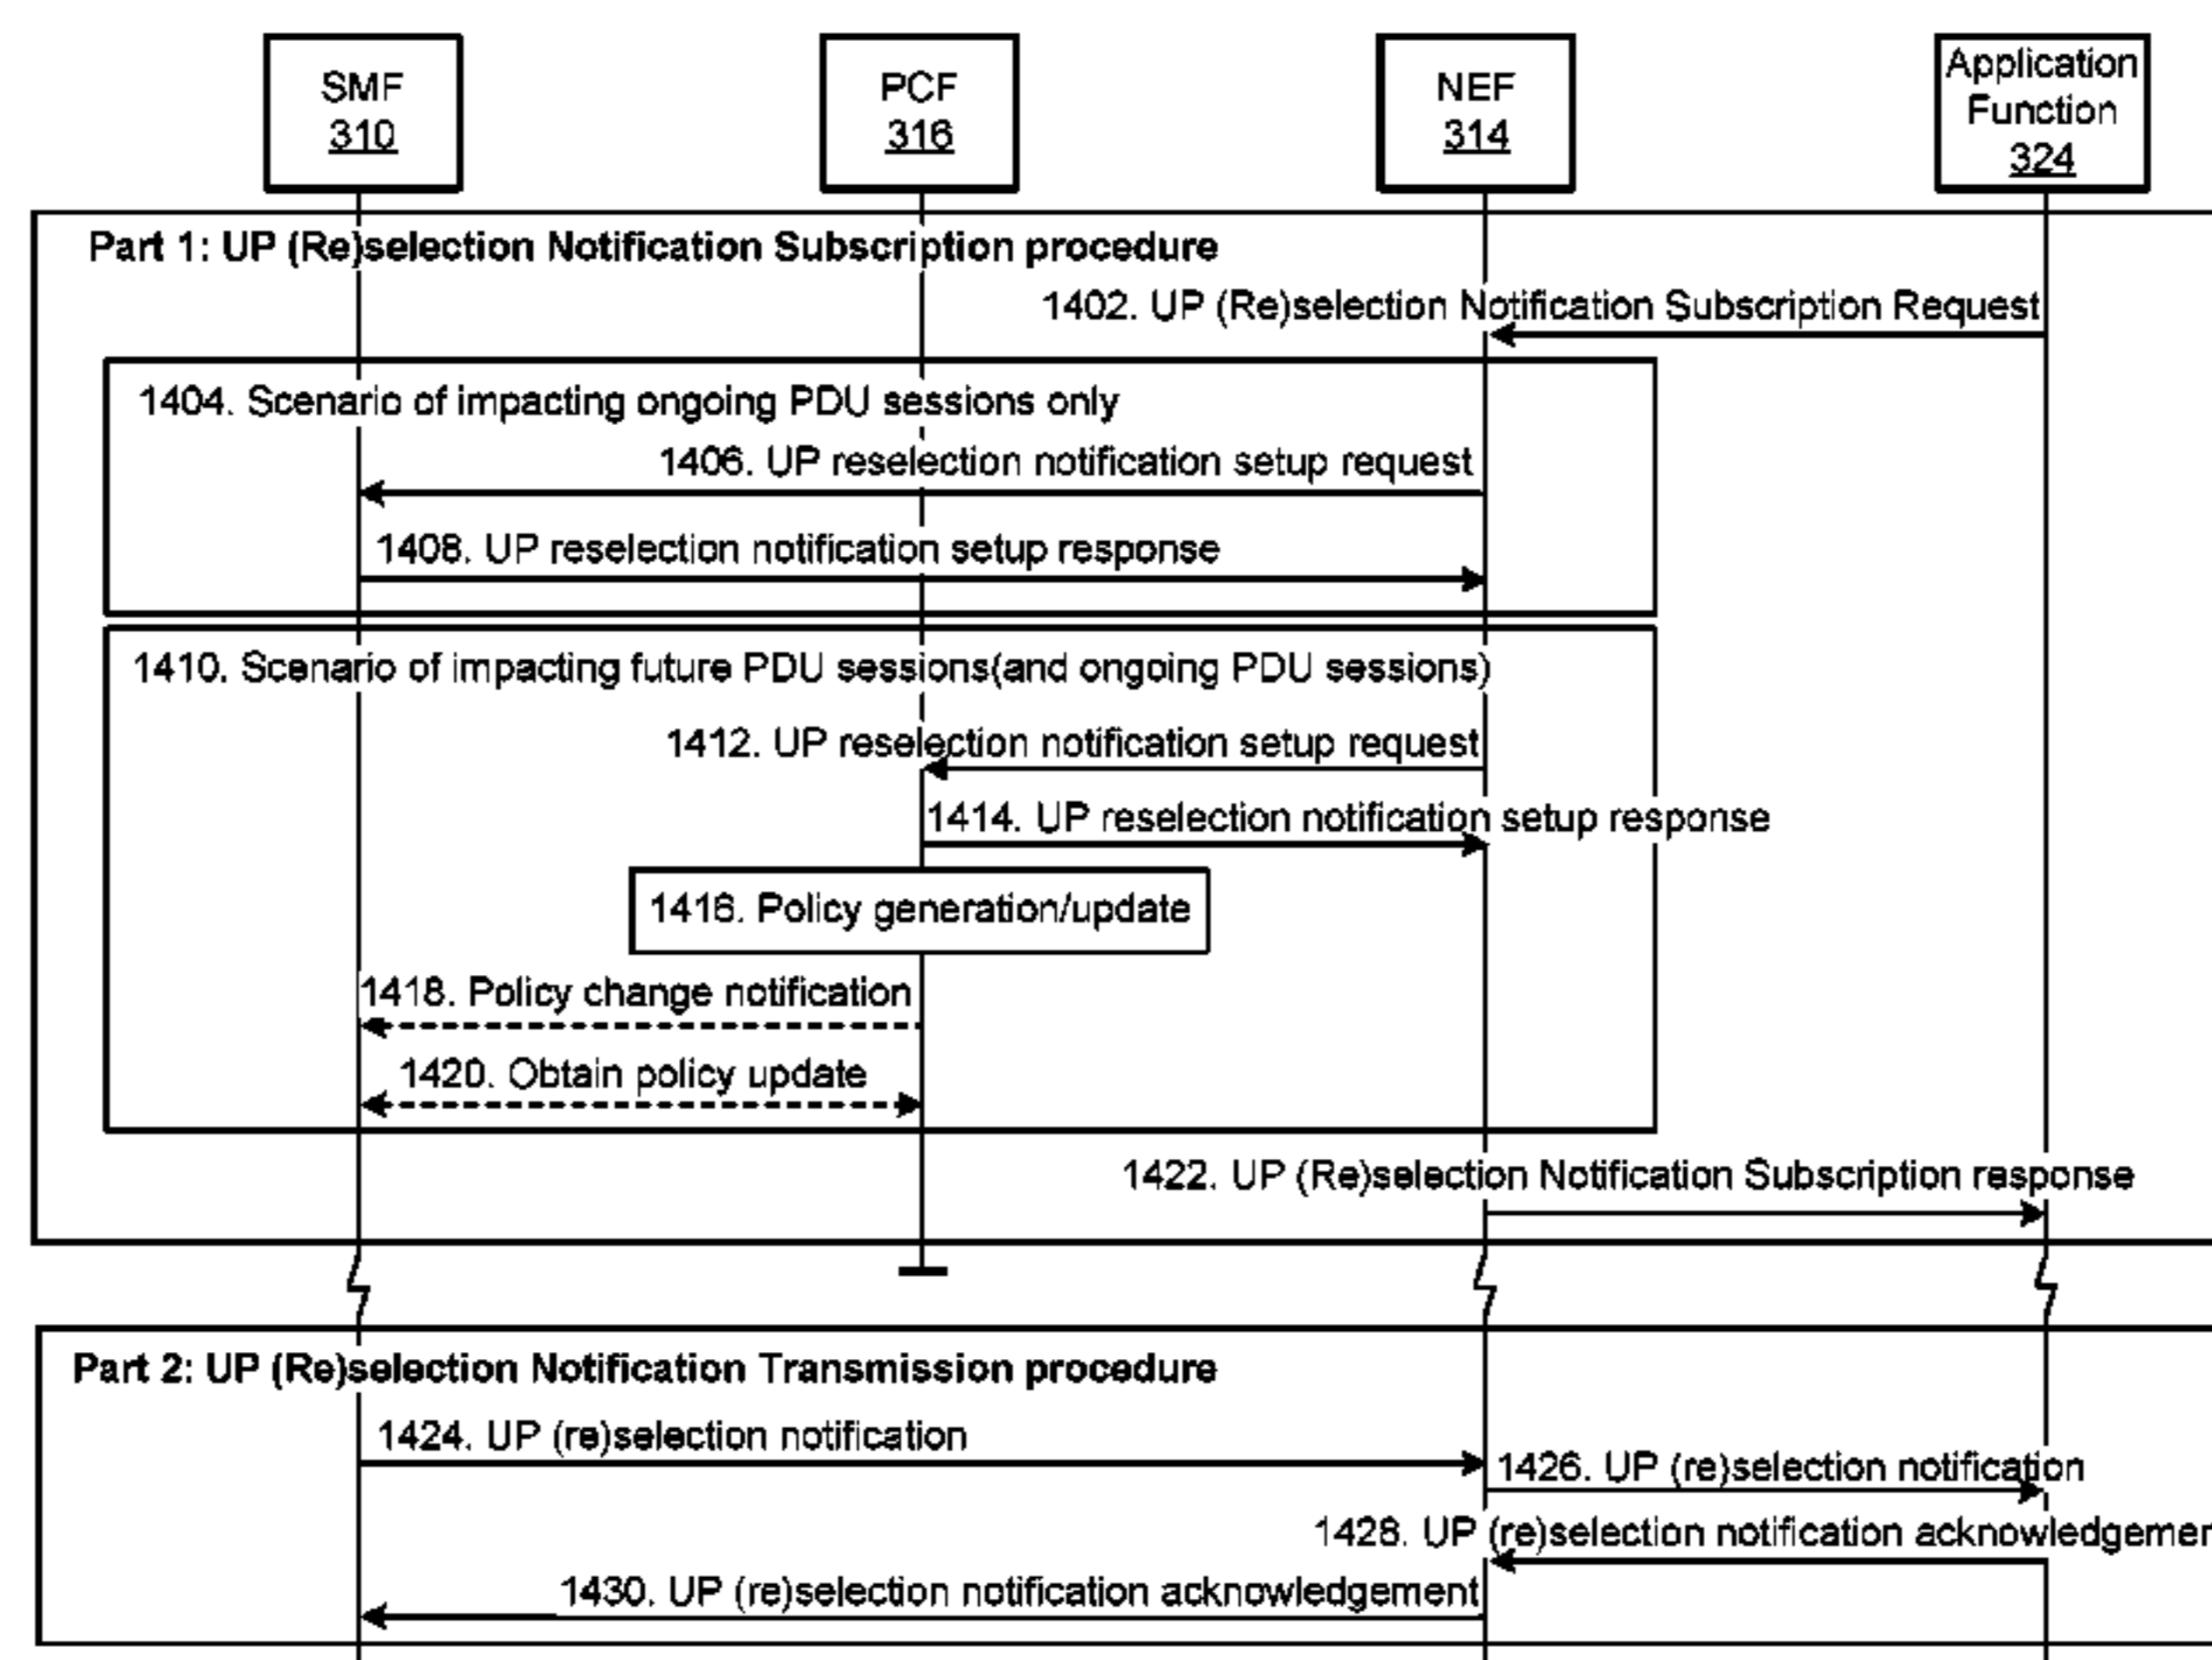 SMF
310
PCF
316
NEF
314
Application
Function
324
Part 1: UP (Re)selection Notification Subscription procedure
1402. UP (Re)selection Notification Subscription Request
1404. Scenario of impacting ongoing PDU sessions only
1406. UP reselection notification setup request
1408. UP reselection notification setup response
1410. Scenario of impacting future PDU sessions(and ongoing PDU sessions)
1412. UP reselection notification setup request
1414. UP reselection notification setup response
1416. Policy generation/update
1418. Policy change notification
1420. Obtain policy update
1422. UP (Re)selection Notification Subscription response
Part 2: UP (Re)selection Notification Transmission procedure
1424. UP (re)selection notification
1426. UP (re)selection notification
1428. UP (re)selection notification
1430. UP (re)selection notification acknowledgement